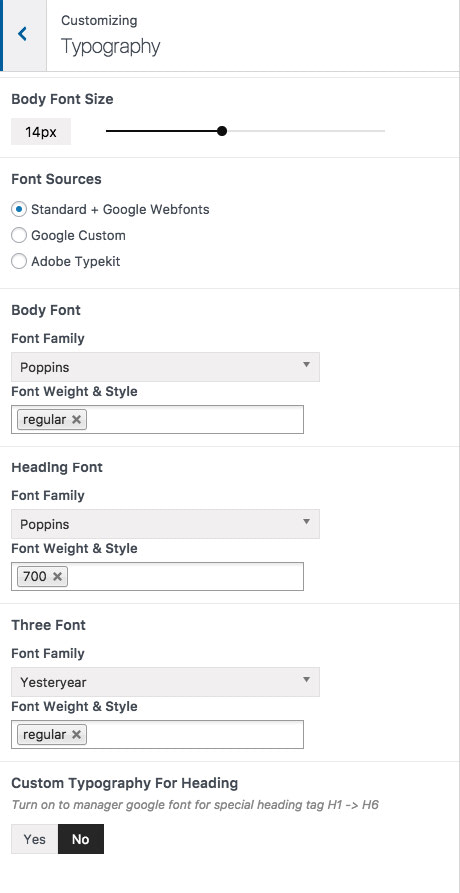 Customizing
Typography
Body Font Size
14px
Font Sources
Standard + Google Webfonts
Google Custom
Adobe Typekit
Body Font
Font Family
Poppins
Font Weight & Style
regular ×
Heading Font
Font Family
Poppins
Font Weight & Style
700 ×
Three Font
Font Family
Yesteryear
Font Weight & Style
regular ×
Custom Typography For Heading
Turn on to manager google font for special heading tag H1 -> H6
Yes No